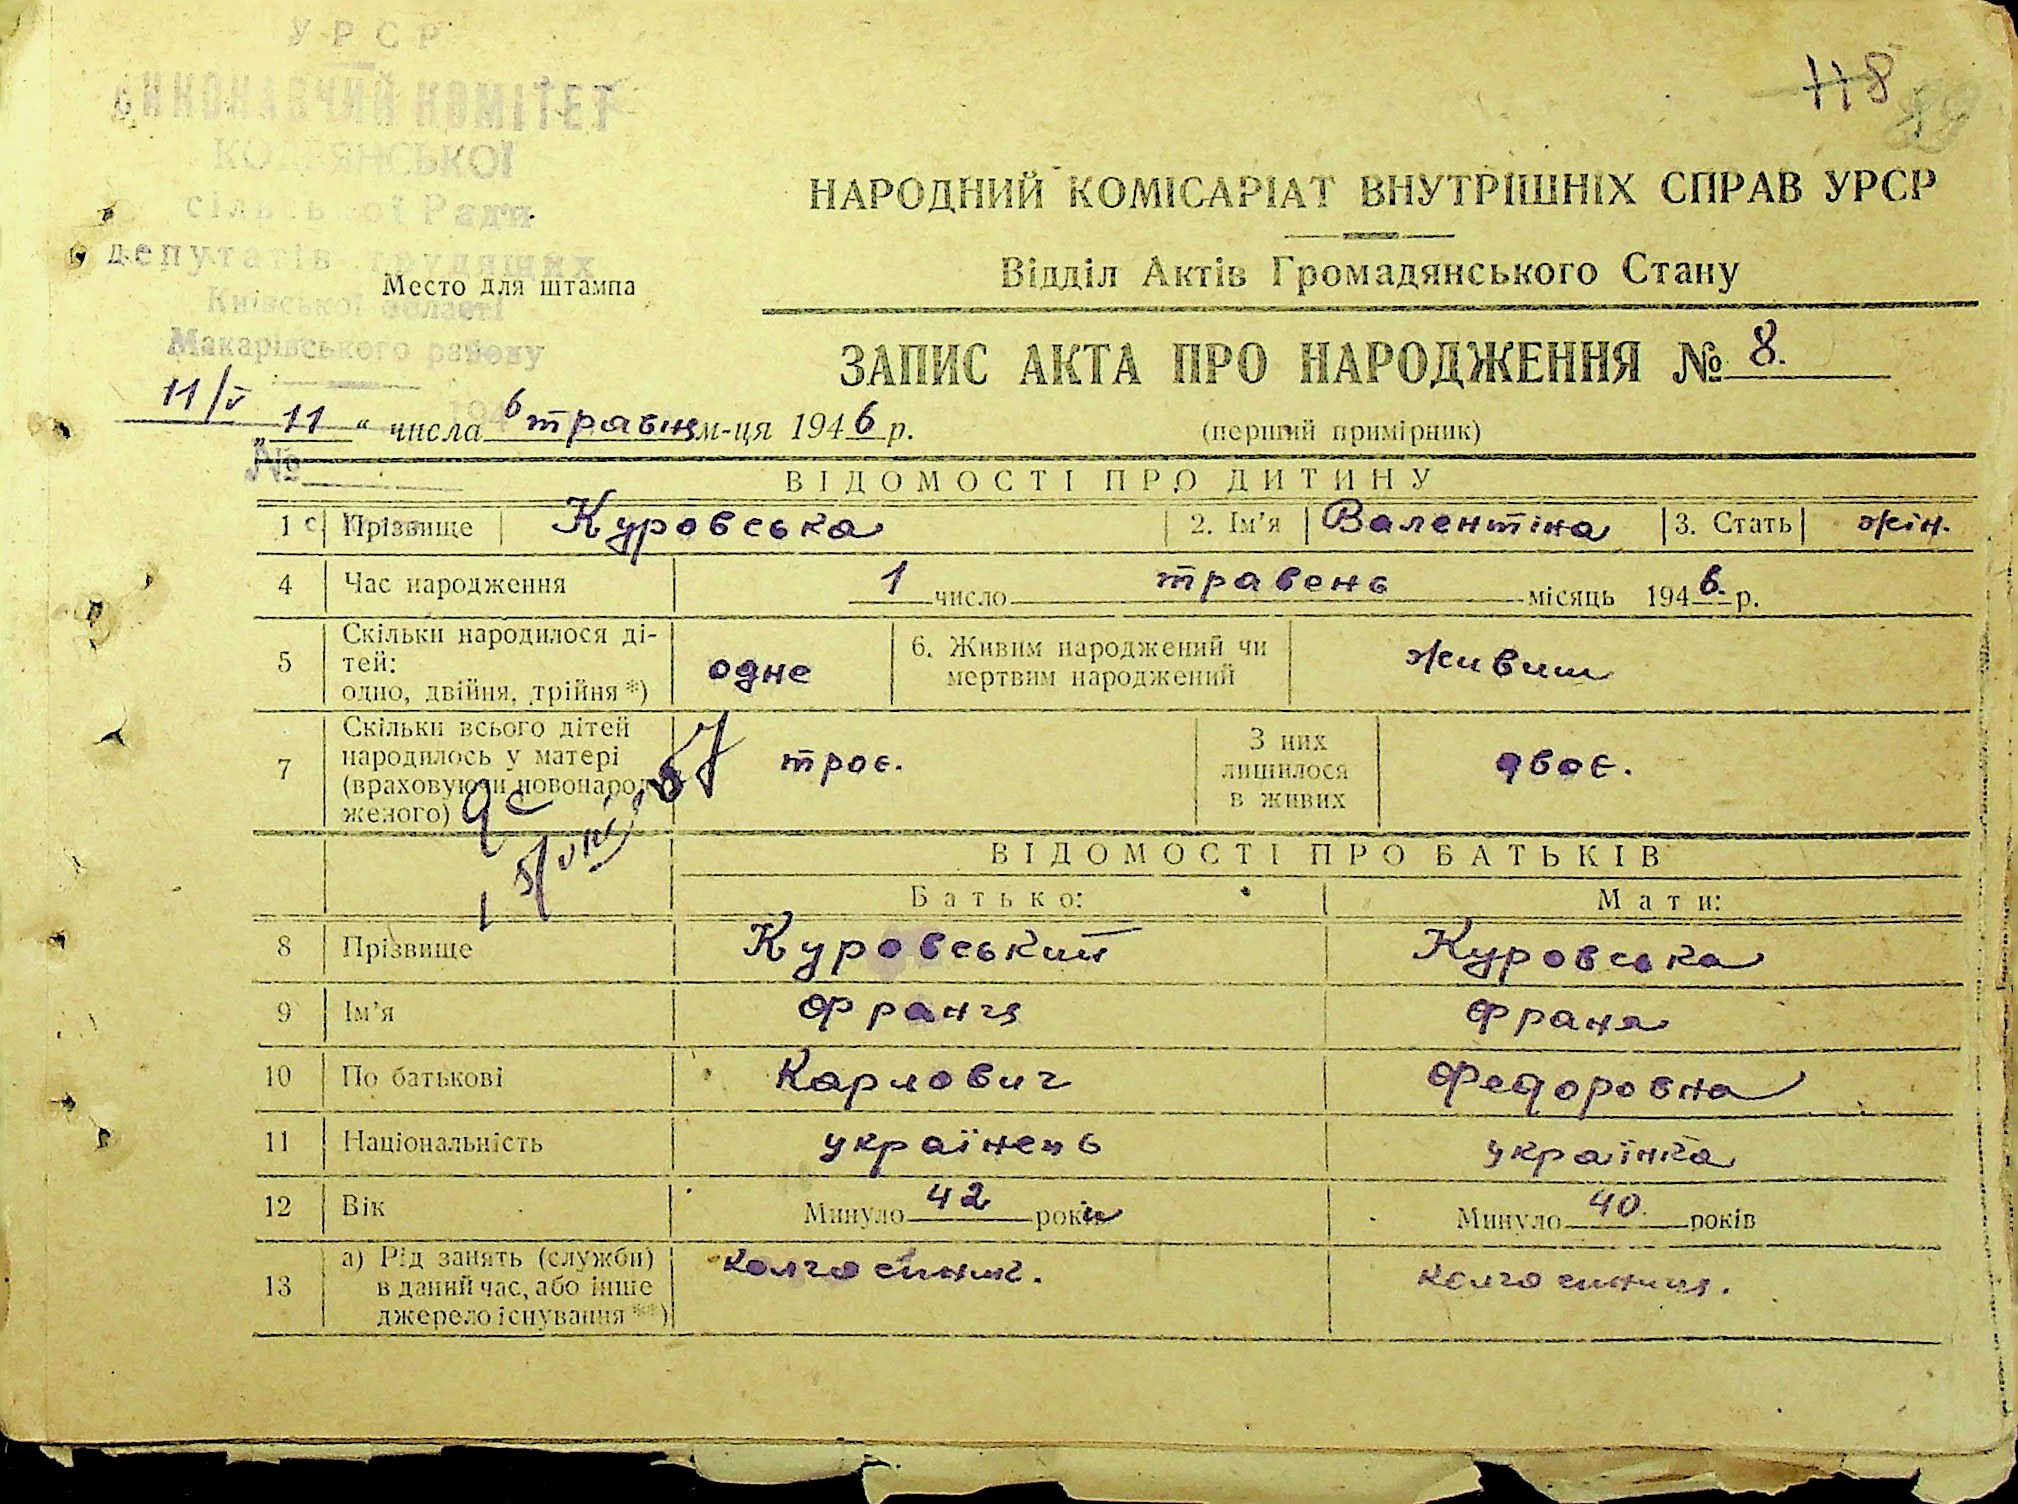 УРСР
ВИКОНАВЧИЙ КОМІТЕТ
сільської Ради
депутатів трудящих
Київської області
Макарівського району
11/V
№
118
НАРОДНИЙ КОМІСАРІАТ ВНУТРІШНІХ СПРАВ УРСР
Відділ Актів Громадянського Стану
Место для штампа
ЗАПИС АКТА ПРО НАРОДЖЕННЯ № 8.
„ 11 “ числа травня м-ця 1946 р.
(перший примірник)
ВІДОМОСТІ ПРО ДИТИНУ
1 Прізвище Куровська 2. Ім’я Валентіна 3. Стать жін.
4 Час народження 1 число травень місяць 1946 р.
5 Скільки народилося ді-
тей:
одно, двійня, трійня *) одне 6. Живим народжений чи
мертвим народжений живим
7 Скільки всього дітей
народилось у матері
(враховуючи новонарод-
женого) троє. З них
лишилося
в живих двоє.
ВІДОМОСТІ ПРО БАТЬКІВ
Батько: Мати:
8 Прізвище Куровський Куровська
9 Ім’я Франця Франя
10 По батькові Карлович Федоровна
11 Національність українець українка
12 Вік Минуло 42 роки Минуло 40 років
13 а) Рід занять (служби)
в даний час, або інше
джерело існування **) колгоспник. колгоспниця.